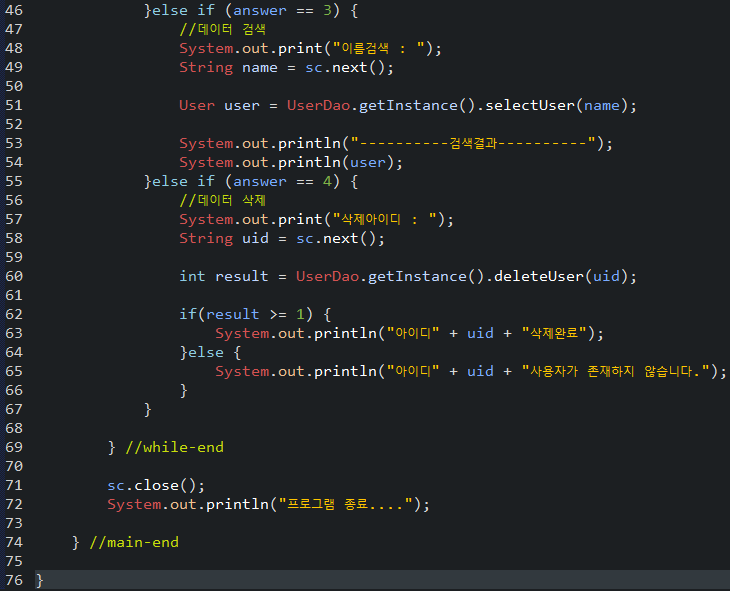 46 }else if (answer == 3) {
47 //데이터 검색
48 System.out.print("이름검색 : ");
49 String name = sc.next();
50
51 User user = UserDao.getInstance().selectUser(name);
52
53 System.out.println("----------검색결과----------");
54 System.out.println(user);
55 }else if (answer == 4) {
56 //데이터 삭제
57 System.out.print("삭제아이디 : ");
58 String uid = sc.next();
59
60 int result = UserDao.getInstance().deleteUser(uid);
61
62 if(result >= 1) {
63 System.out.println("아이디" + uid + "삭제완료");
64 }else {
65 System.out.println("아이디" + uid + "사용자가 존재하지 않습니다.");
66 }
67 }
68
69 } //while-end
70
71 sc.close();
72 System.out.println("프로그램 종료....");
73
74 } //main-end
75
76 }